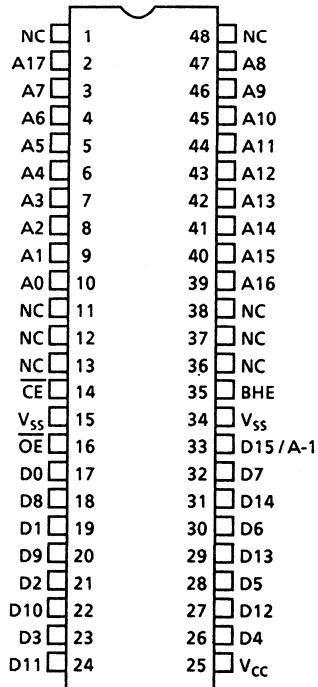 NC 1 48 NC
A17 2 47 A8
A7 3 46 A9
A6 4 45 A10
A5 5 44 A11
A4 6 43 A12
A3 7 42 A13
A2 8 41 A14
A1 9 40 A15
A0 10 39 A16
NC 11 38 NC
NC 12 37 NC
NC 13 36 NC
C̅E̅ 14 35 BHE
VSS 15 34 VSS
O̅E̅ 16 33 D15/A-1
D0 17 32 D7
D8 18 31 D14
D1 19 30 D6
D9 20 29 D13
D2 21 28 D5
D10 22 27 D12
D3 23 26 D4
D11 24 25 VCC